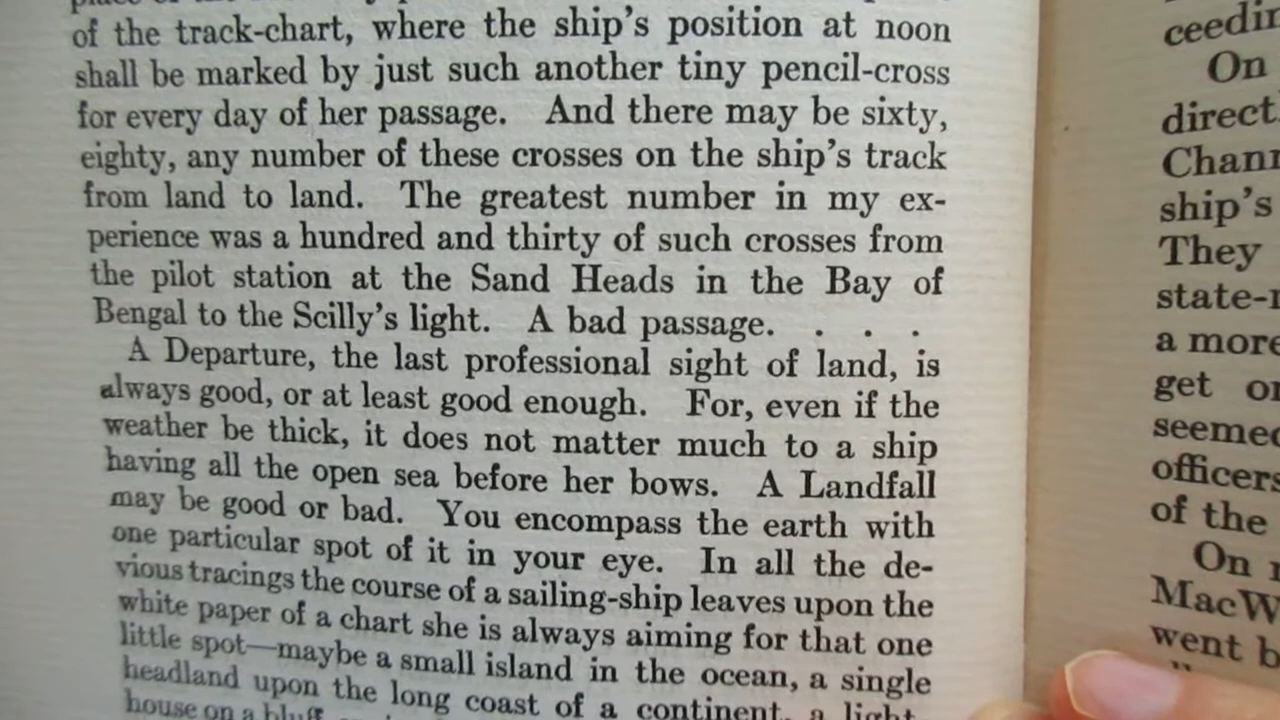 of the track-chart, where the ship's position at noon
shall be marked by just such another tiny pencil-cross
for every day of her passage. And there may be sixty,
eighty, any number of these crosses on the ship's track
from land to land. The greatest number in my ex-
perience was a hundred and thirty of such crosses from
the pilot station at the Sand Heads in the Bay of
Bengal to the Scilly's light. A bad passage. . . .
A Departure, the last professional sight of land, is
always good, or at least good enough. For, even if the
weather be thick, it does not matter much to a ship
having all the open sea before her bows. A Landfall
may be good or bad. You encompass the earth with
one particular spot of it in your eye. In all the de-
vious tracings the course of a sailing-ship leaves upon the
white paper of a chart she is always aiming for that one
little spot—maybe a small island in the ocean, a single
headland upon the long coast of a continent, a light-
house on a bluff
On
direct
ship's
They
a more
get
of the
On
went